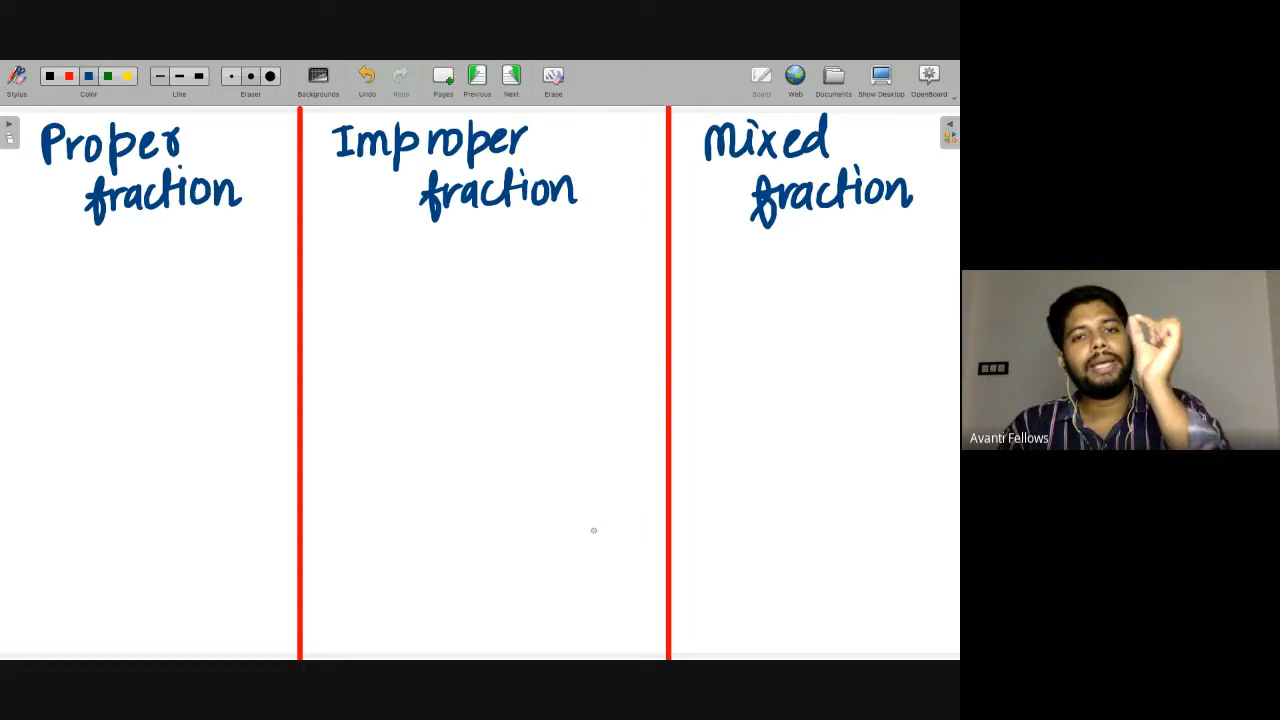 Stylus Color Line Eraser Backgrounds Undo Redo Pages Previous Next Erase Board Web Documents Show Desktop OpenBoard
Proper
fraction
Improper
fraction
Mixed
fraction
Avanti Fellows